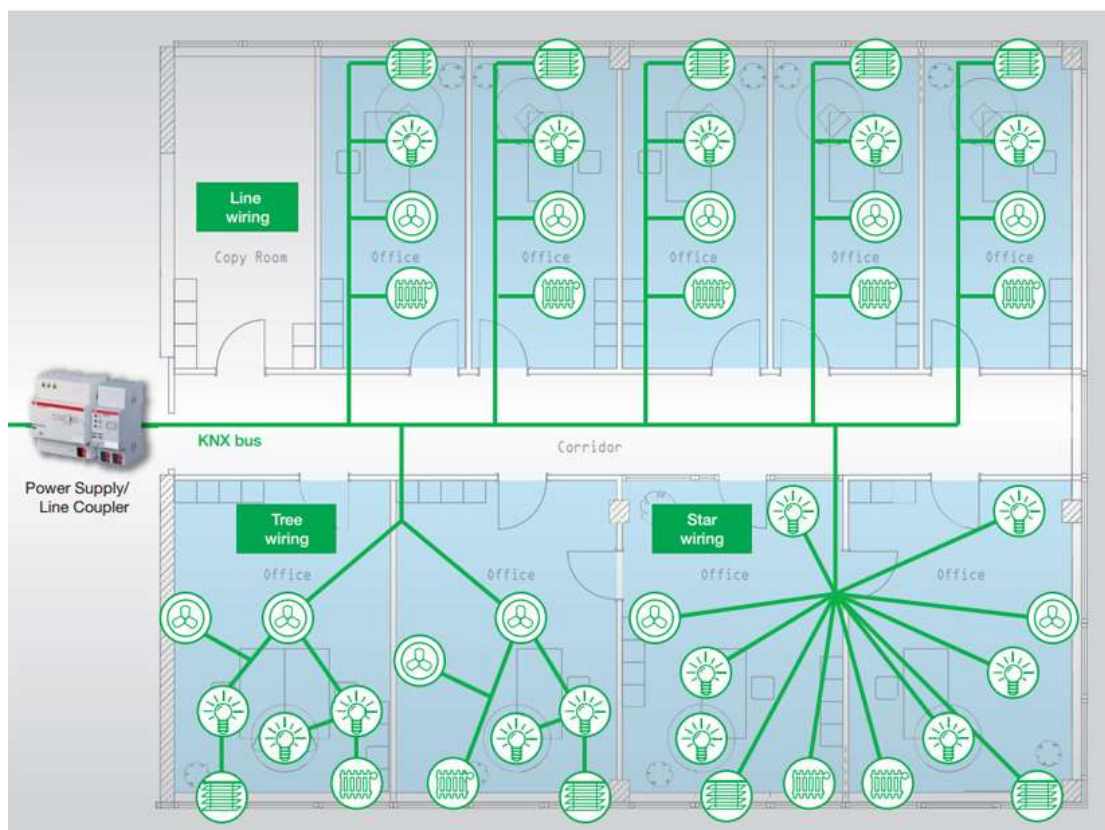 Line
wiring
Copy Room
Office
Office
Office
Office
Office
KNX bus
Corridor
Power Supply/
Line Coupler
Tree
wiring
Star
wiring
Office
Office
Office
Office